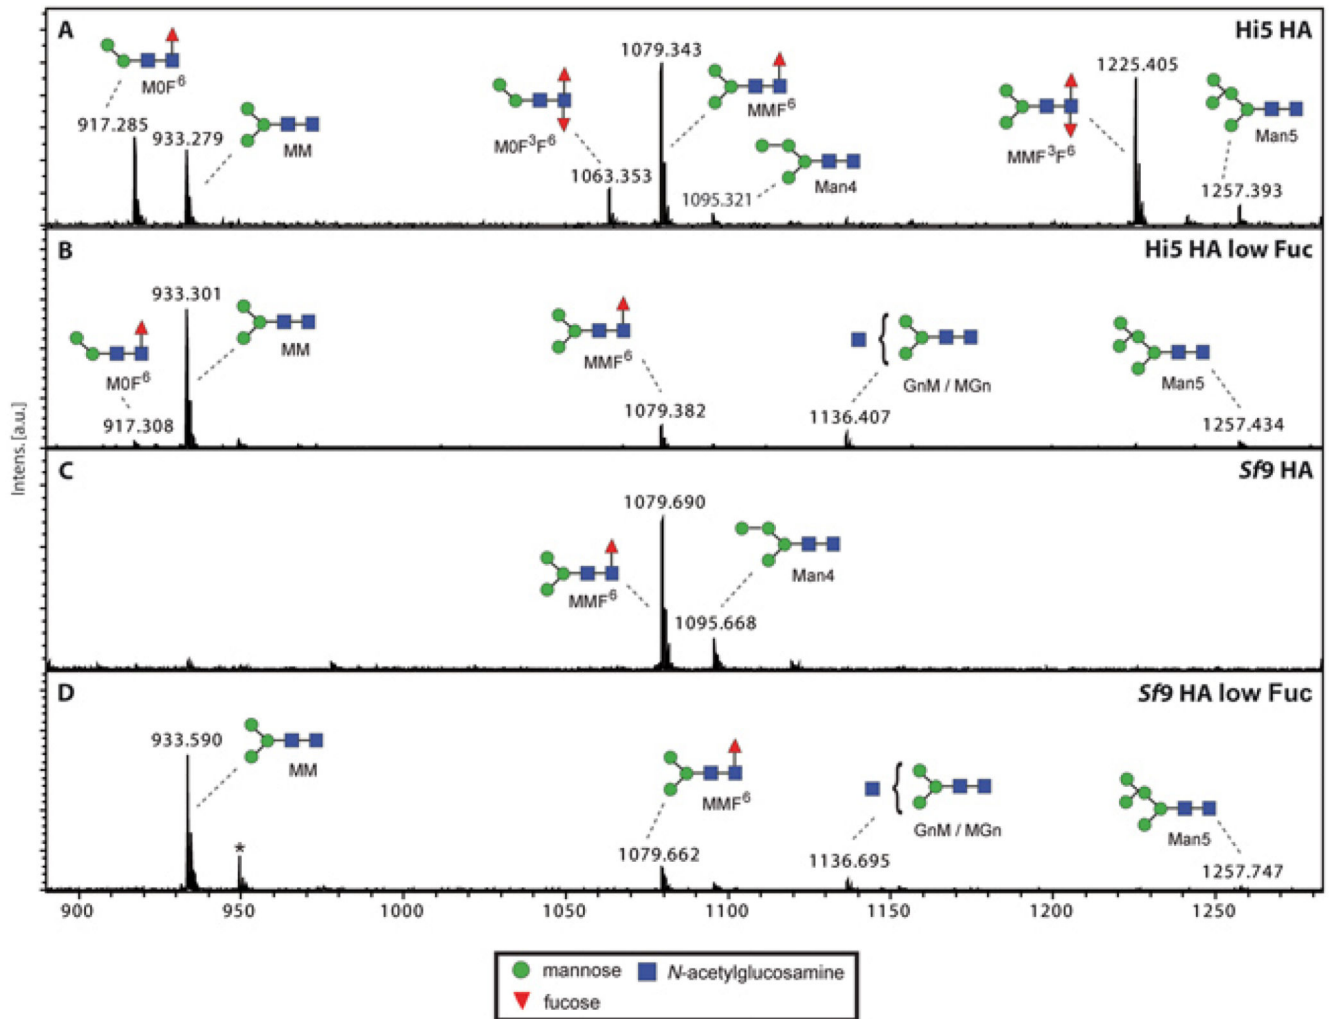 A
Hi5 HA
M0F⁶
917.285
933.279
MM
M0F³F⁶
1063.353
1079.343
MMF⁶
1095.321
Man4
1225.405
MMF³F⁶
Man5
1257.393
B
Hi5 HA low Fuc
933.301
MM
M0F⁶
917.308
MMF⁶
1079.382
GnM / MGn
1136.407
Man5
1257.434
Intens. [a.u.]
C
Sf9 HA
1079.690
MMF⁶
1095.668
Man4
D
Sf9 HA low Fuc
933.590
MM
*
MMF⁶
1079.662
GnM / MGn
1136.695
Man5
1257.747
900 950 1000 1050 1100 1150 1200 1250
mannose N-acetylglucosamine
fucose